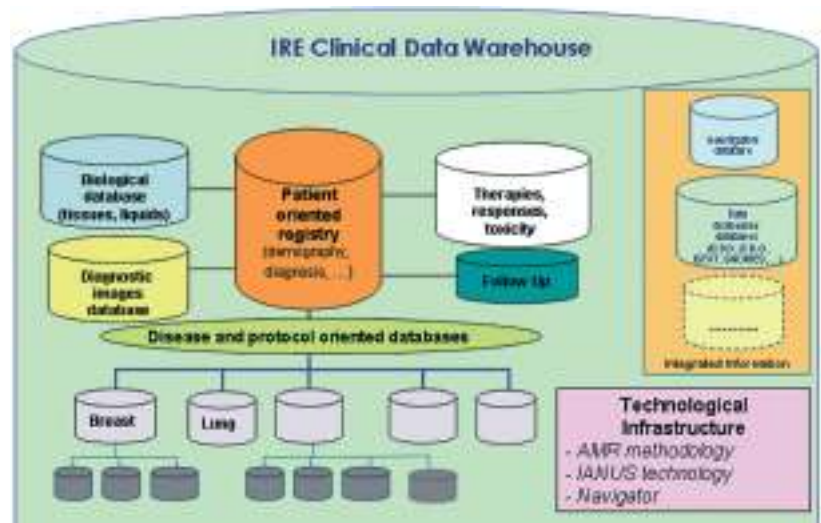 IRE Clinical Data Warehouse
Biological
database
(tissues, liquids)
Patient
oriented
registry
(demography,
diagnosis, ...)
Therapies,
responses,
toxicity
Diagnostic
images
database
Follow Up
Disease and protocol oriented databases
Breast
Lung
database
Integrated Information
Technological
Infrastructure
- AMR methodology
- IANUS technology
- Navigator